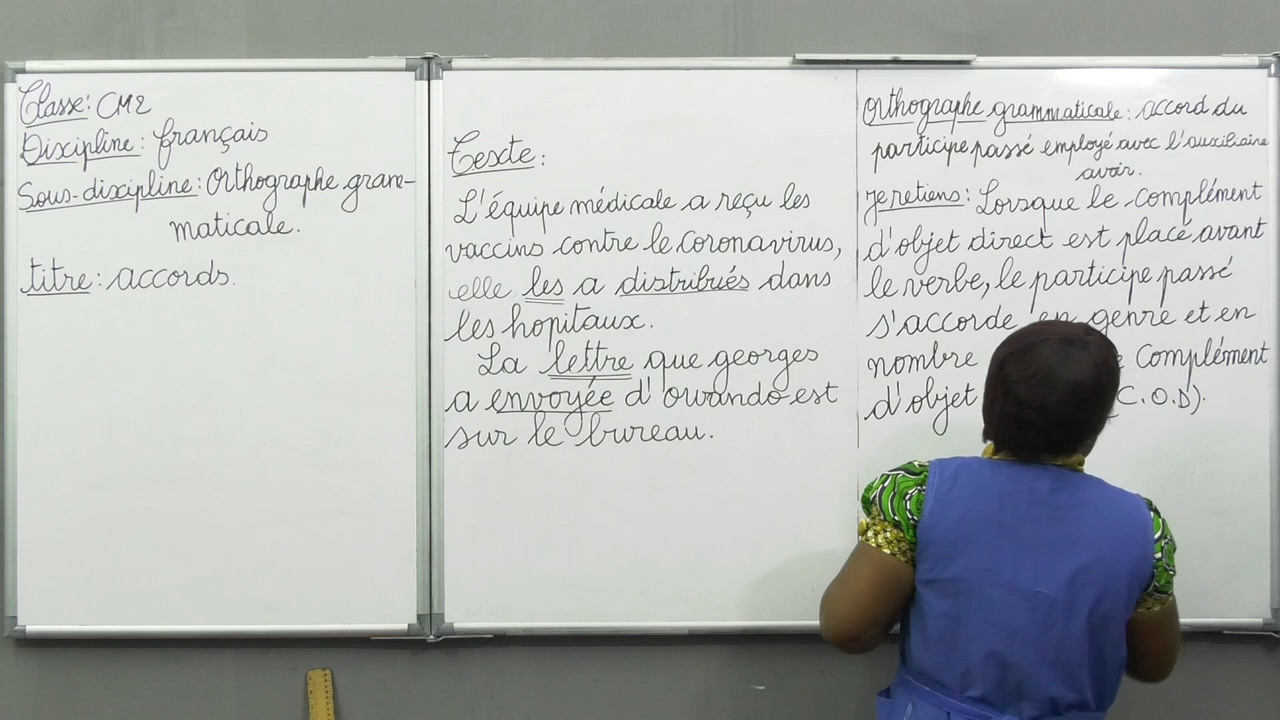 Classe: CM2
Discipline: français
Sous-discipline: Orthographe gram-
maticale.
titre: accords.
Texte:
L'équipe médicale a reçu les
vaccins contre le coronavirus,
elle les a distribués dans
les hopitaux.
La lettre que georges
a envoyée d'owando est
sur le bureau.
Orthographe grammaticale: accord du
participe passé employé avec l'auxiliaire
avoir.
Je retiens: Lorsque le complément
d'objet direct est placé avant
le verbe, le participe passé
s'accorde en genre et en
nombre complément
d'objet (C.O.D).